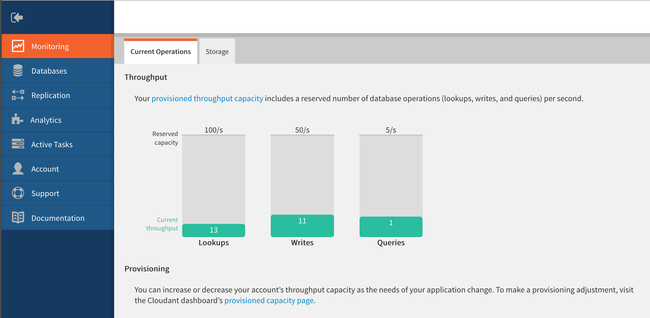 Monitoring
Databases
Replication
Analytics
Active Tasks
Account
Support
Documentation
Current Operations
Storage
Throughput
Your provisioned throughput capacity includes a reserved number of database operations (lookups, writes, and queries) per second.
Reserved
capacity
100/s
50/s
5/s
Current
throughput
13
11
1
Lookups
Writes
Queries
Provisioning
You can increase or decrease your account's throughput capacity as the needs of your application change. To make a provisioning adjustment, visit
the Cloudant dashboard's provisioned capacity page.